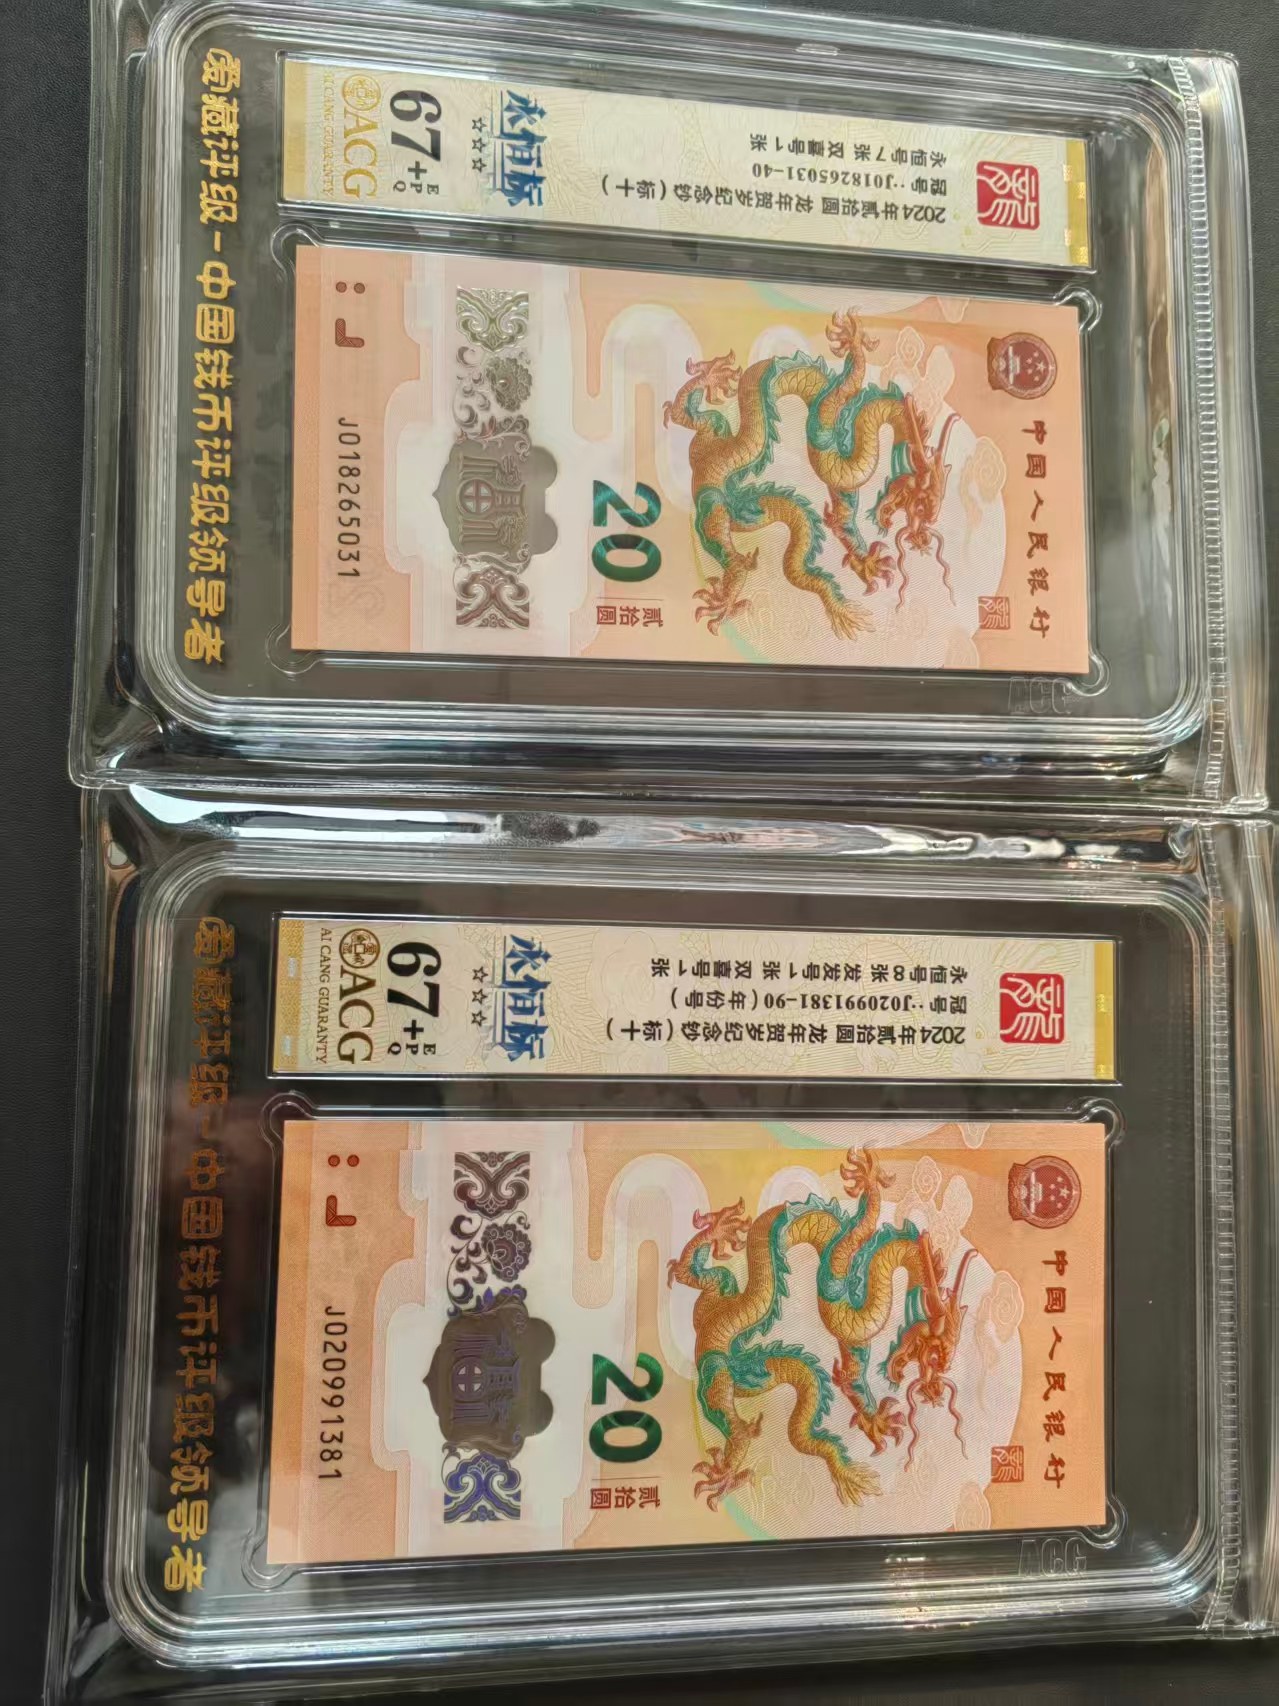 爱藏评级-中国钱币评级领导者
2024年贰拾圆 龙年贺岁纪念钞(标十)
冠号:J018265031-40
永恒号7张 双喜号1张
永恒标
☆☆☆
67+ E
P
Q
ACG
AI CANG GUARANTY
中国人民银行
20
贰拾圆
J018265031
ACG
爱藏评级-中国钱币评级领导者
2024年贰拾圆 龙年贺岁纪念钞(标十)
冠号:J020991381-90(年份号)
永恒号8张 发发号1张 双喜号1张
永恒标
☆☆☆
67+ E
P
Q
ACG
AI CANG GUARANTY
中国人民银行
20
贰拾圆
J020991381
ACG